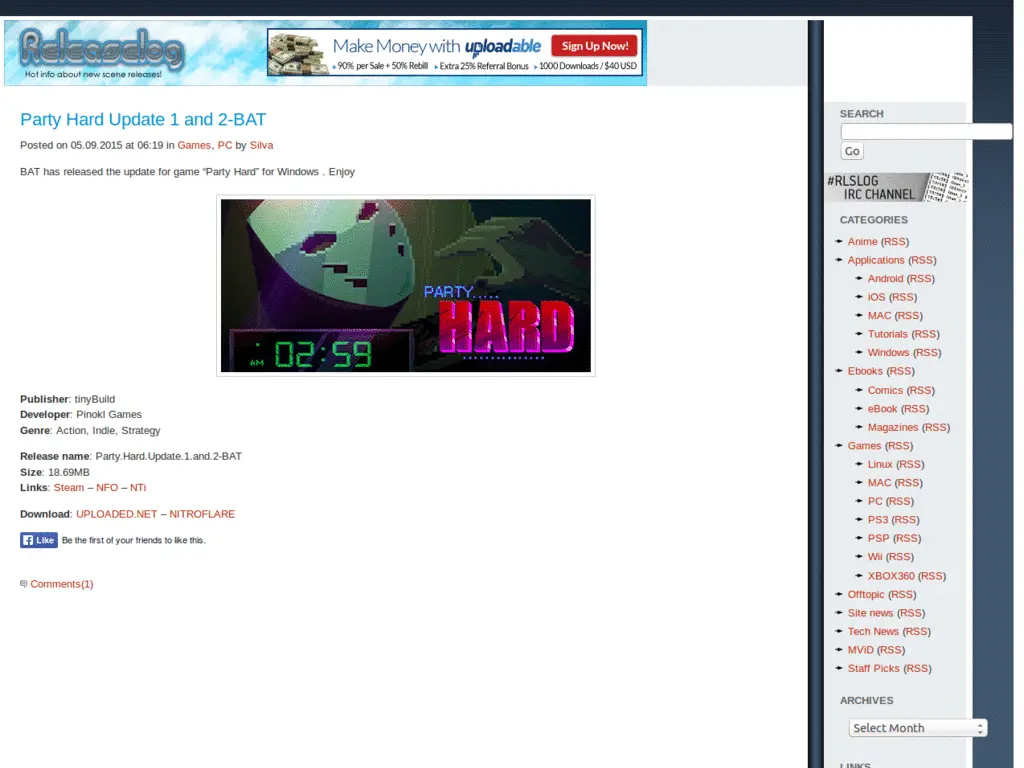 Releaselog
Hot info about new scene releases!
Make Money with uploadable
Sign Up Now!
90% per Sale + 50% Rebill
Extra 25% Referral Bonus
1000 Downloads / $40 USD
Party Hard Update 1 and 2-BAT
Posted on 05.09.2015 at 06:19 in Games, PC by Silva
BAT has released the update for game “Party Hard” for Windows . Enjoy
PARTY.....
HARD
AM 02:59
Publisher: tinyBuild
Developer: Pinokl Games
Genre: Action, Indie, Strategy
Release name: Party.Hard.Update.1.and.2-BAT
Size: 18.69MB
Links: Steam – NFO – NTi
Download: UPLOADED.NET – NITROFLARE
Like Be the first of your friends to like this.
Comments(1)
SEARCH
Go
#RLSLOG
IRC CHANNEL
CATEGORIES
Anime (RSS)
Applications (RSS)
Android (RSS)
iOS (RSS)
MAC (RSS)
Tutorials (RSS)
Windows (RSS)
Ebooks (RSS)
Comics (RSS)
eBook (RSS)
Magazines (RSS)
Games (RSS)
Linux (RSS)
MAC (RSS)
PC (RSS)
PS3 (RSS)
PSP (RSS)
Wii (RSS)
XBOX360 (RSS)
Offtopic (RSS)
Site news (RSS)
Tech News (RSS)
MViD (RSS)
Staff Picks (RSS)
ARCHIVES
Select Month
LINKS